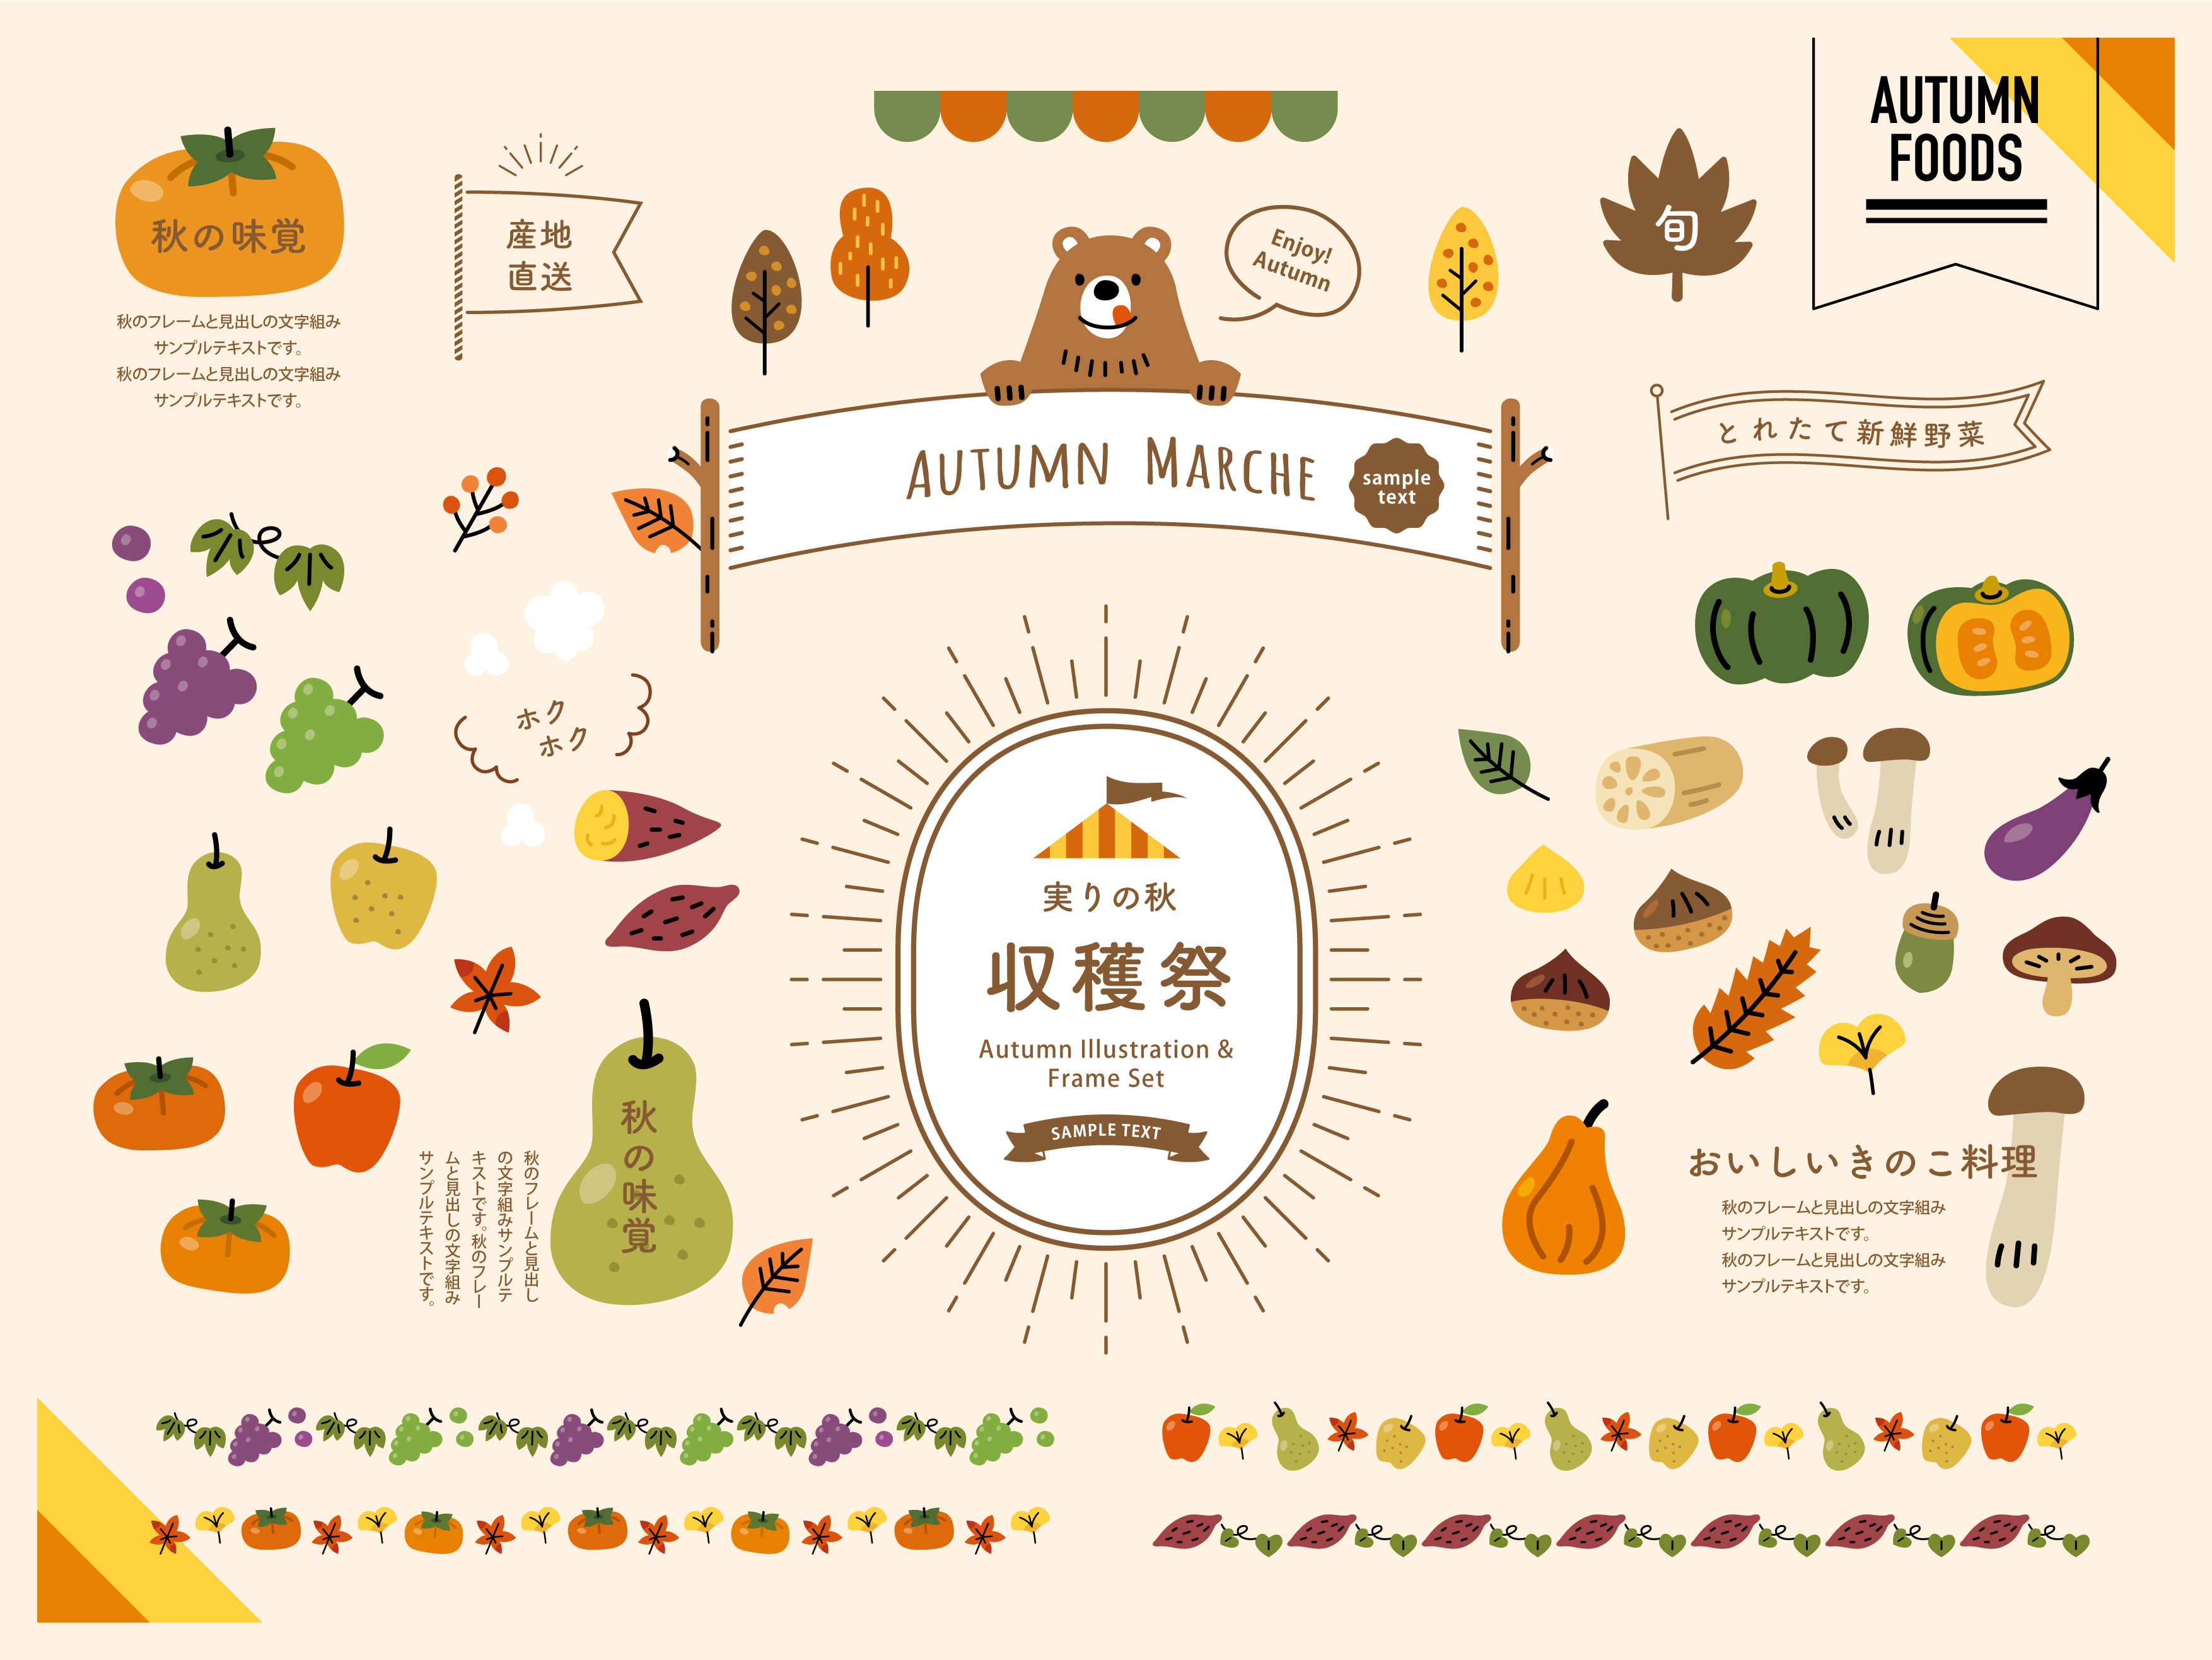 AUTUMN
FOODS
秋の味覚
秋のフレームと見出しの文字組み
サンプルテキストです。
秋のフレームと見出しの文字組み
サンプルテキストです。
産地
直送
Enjoy!
Autumn
旬
AUTUMN MARCHE
sample
text
とれたて新鮮野菜
ホク
ホク
実りの秋
収穫祭
Autumn Illustration &
Frame Set
SAMPLE TEXT
秋の味覚
秋のフレームと見出し
の文字組みサンプルテ
キストです。秋のフレー
ムと見出しの文字組み
サンプルテキストです。
おいしいきのこ料理
秋のフレームと見出しの文字組み
サンプルテキストです。
秋のフレームと見出しの文字組み
サンプルテキストです。